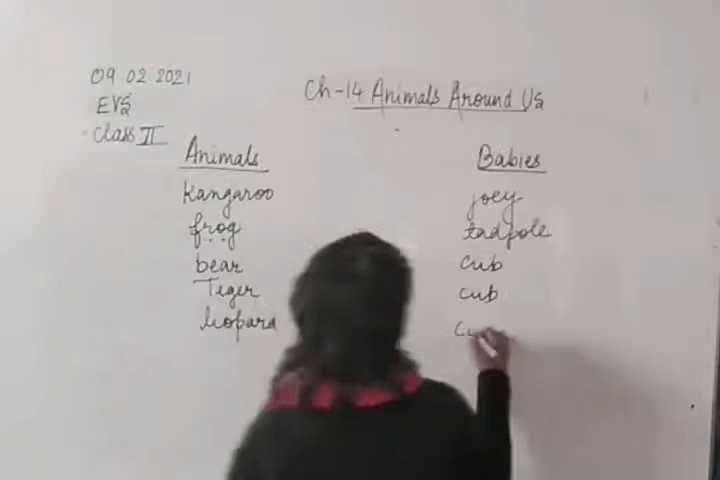 09.02.2021
EVS
Class II
Ch-14 Animals Around Us
Animals Babies
Kangaroo joey
frog tadpole
bear cub
Tiger cub
leopard cu